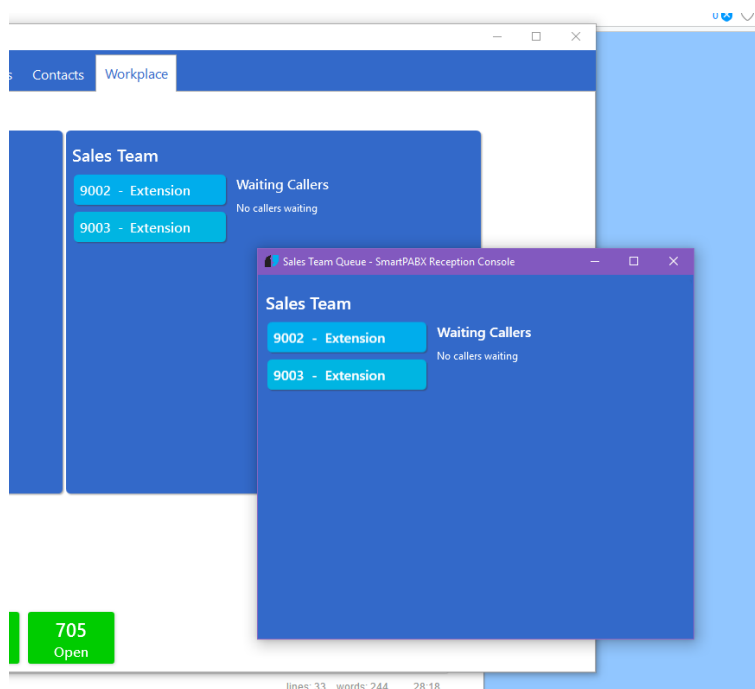 0
s Contacts Workplace
Sales Team
9002 - Extension
9003 - Extension
Waiting Callers
No callers waiting
Sales Team Queue - SmartPABX Reception Console
Sales Team
9002 - Extension
9003 - Extension
Waiting Callers
No callers waiting
705
Open
lines: 33 words: 244 28:18